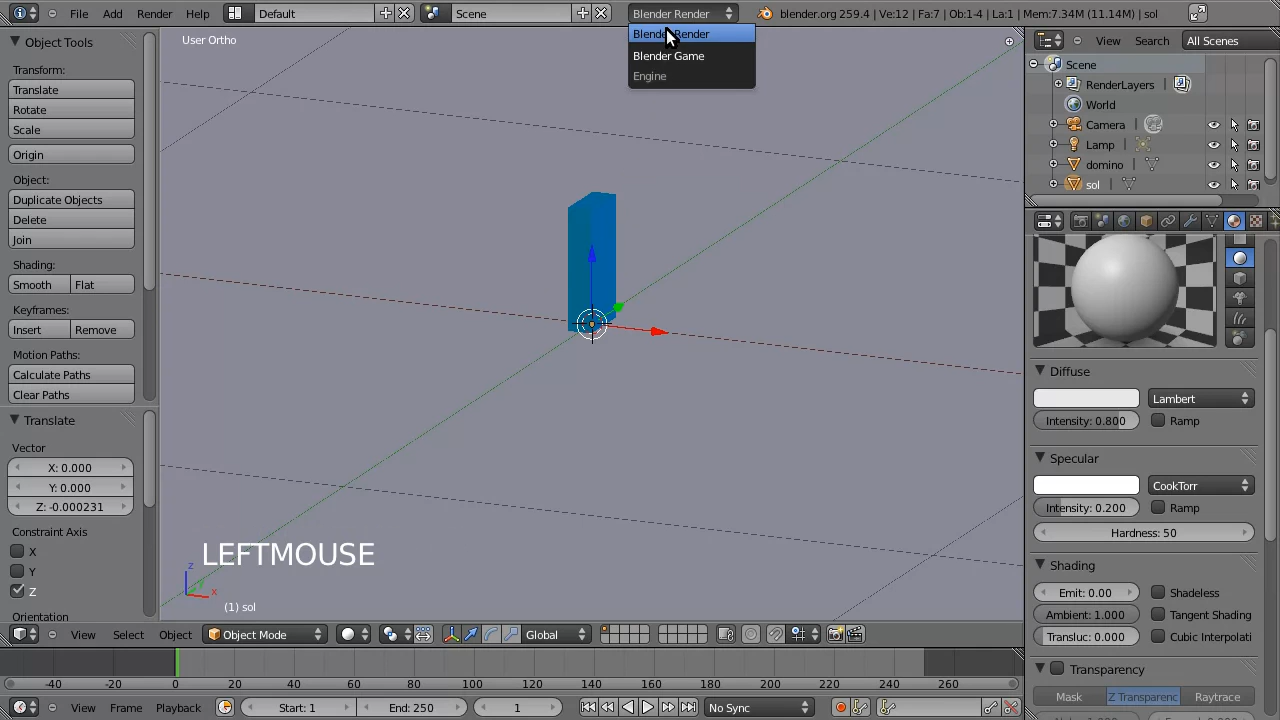 File Add Render Help Default Scene Blender Render blender.org 259.4 | Ve:12 | Fa:7 | Ob:1-4 | La:1 | Mem:7.34M (11.14M) | sol
Blender Render
Blender Game
Engine
User Ortho
LEFTMOUSE
z
y
x
(1) sol
Object Tools
Transform:
Translate
Rotate
Scale
Origin
Object:
Duplicate Objects
Delete
Join
Shading:
Smooth Flat
Keyframes:
Insert Remove
Motion Paths:
Calculate Paths
Clear Paths
Translate
Vector
X: 0.000
Y: 0.000
Z: -0.000231
Constraint Axis
X
Y
Z
Orientation
View Search All Scenes
Scene
RenderLayers |
World
Camera |
Lamp |
domino |
sol |
Diffuse
Lambert
Intensity: 0.800 Ramp
Specular
CookTorr
Intensity: 0.200 Ramp
Hardness: 50
Shading
Emit: 0.00 Shadeless
Ambient: 1.000 Tangent Shading
Transluc: 0.000 Cubic Interpolati
Transparency
Mask Z Transparenc Raytrace
View Select Object Object Mode Global
-40 -20 0 20 40 60 80 100 120 140 160 180 200 220 240 260
View Frame Playback Start: 1 End: 250 1 No Sync